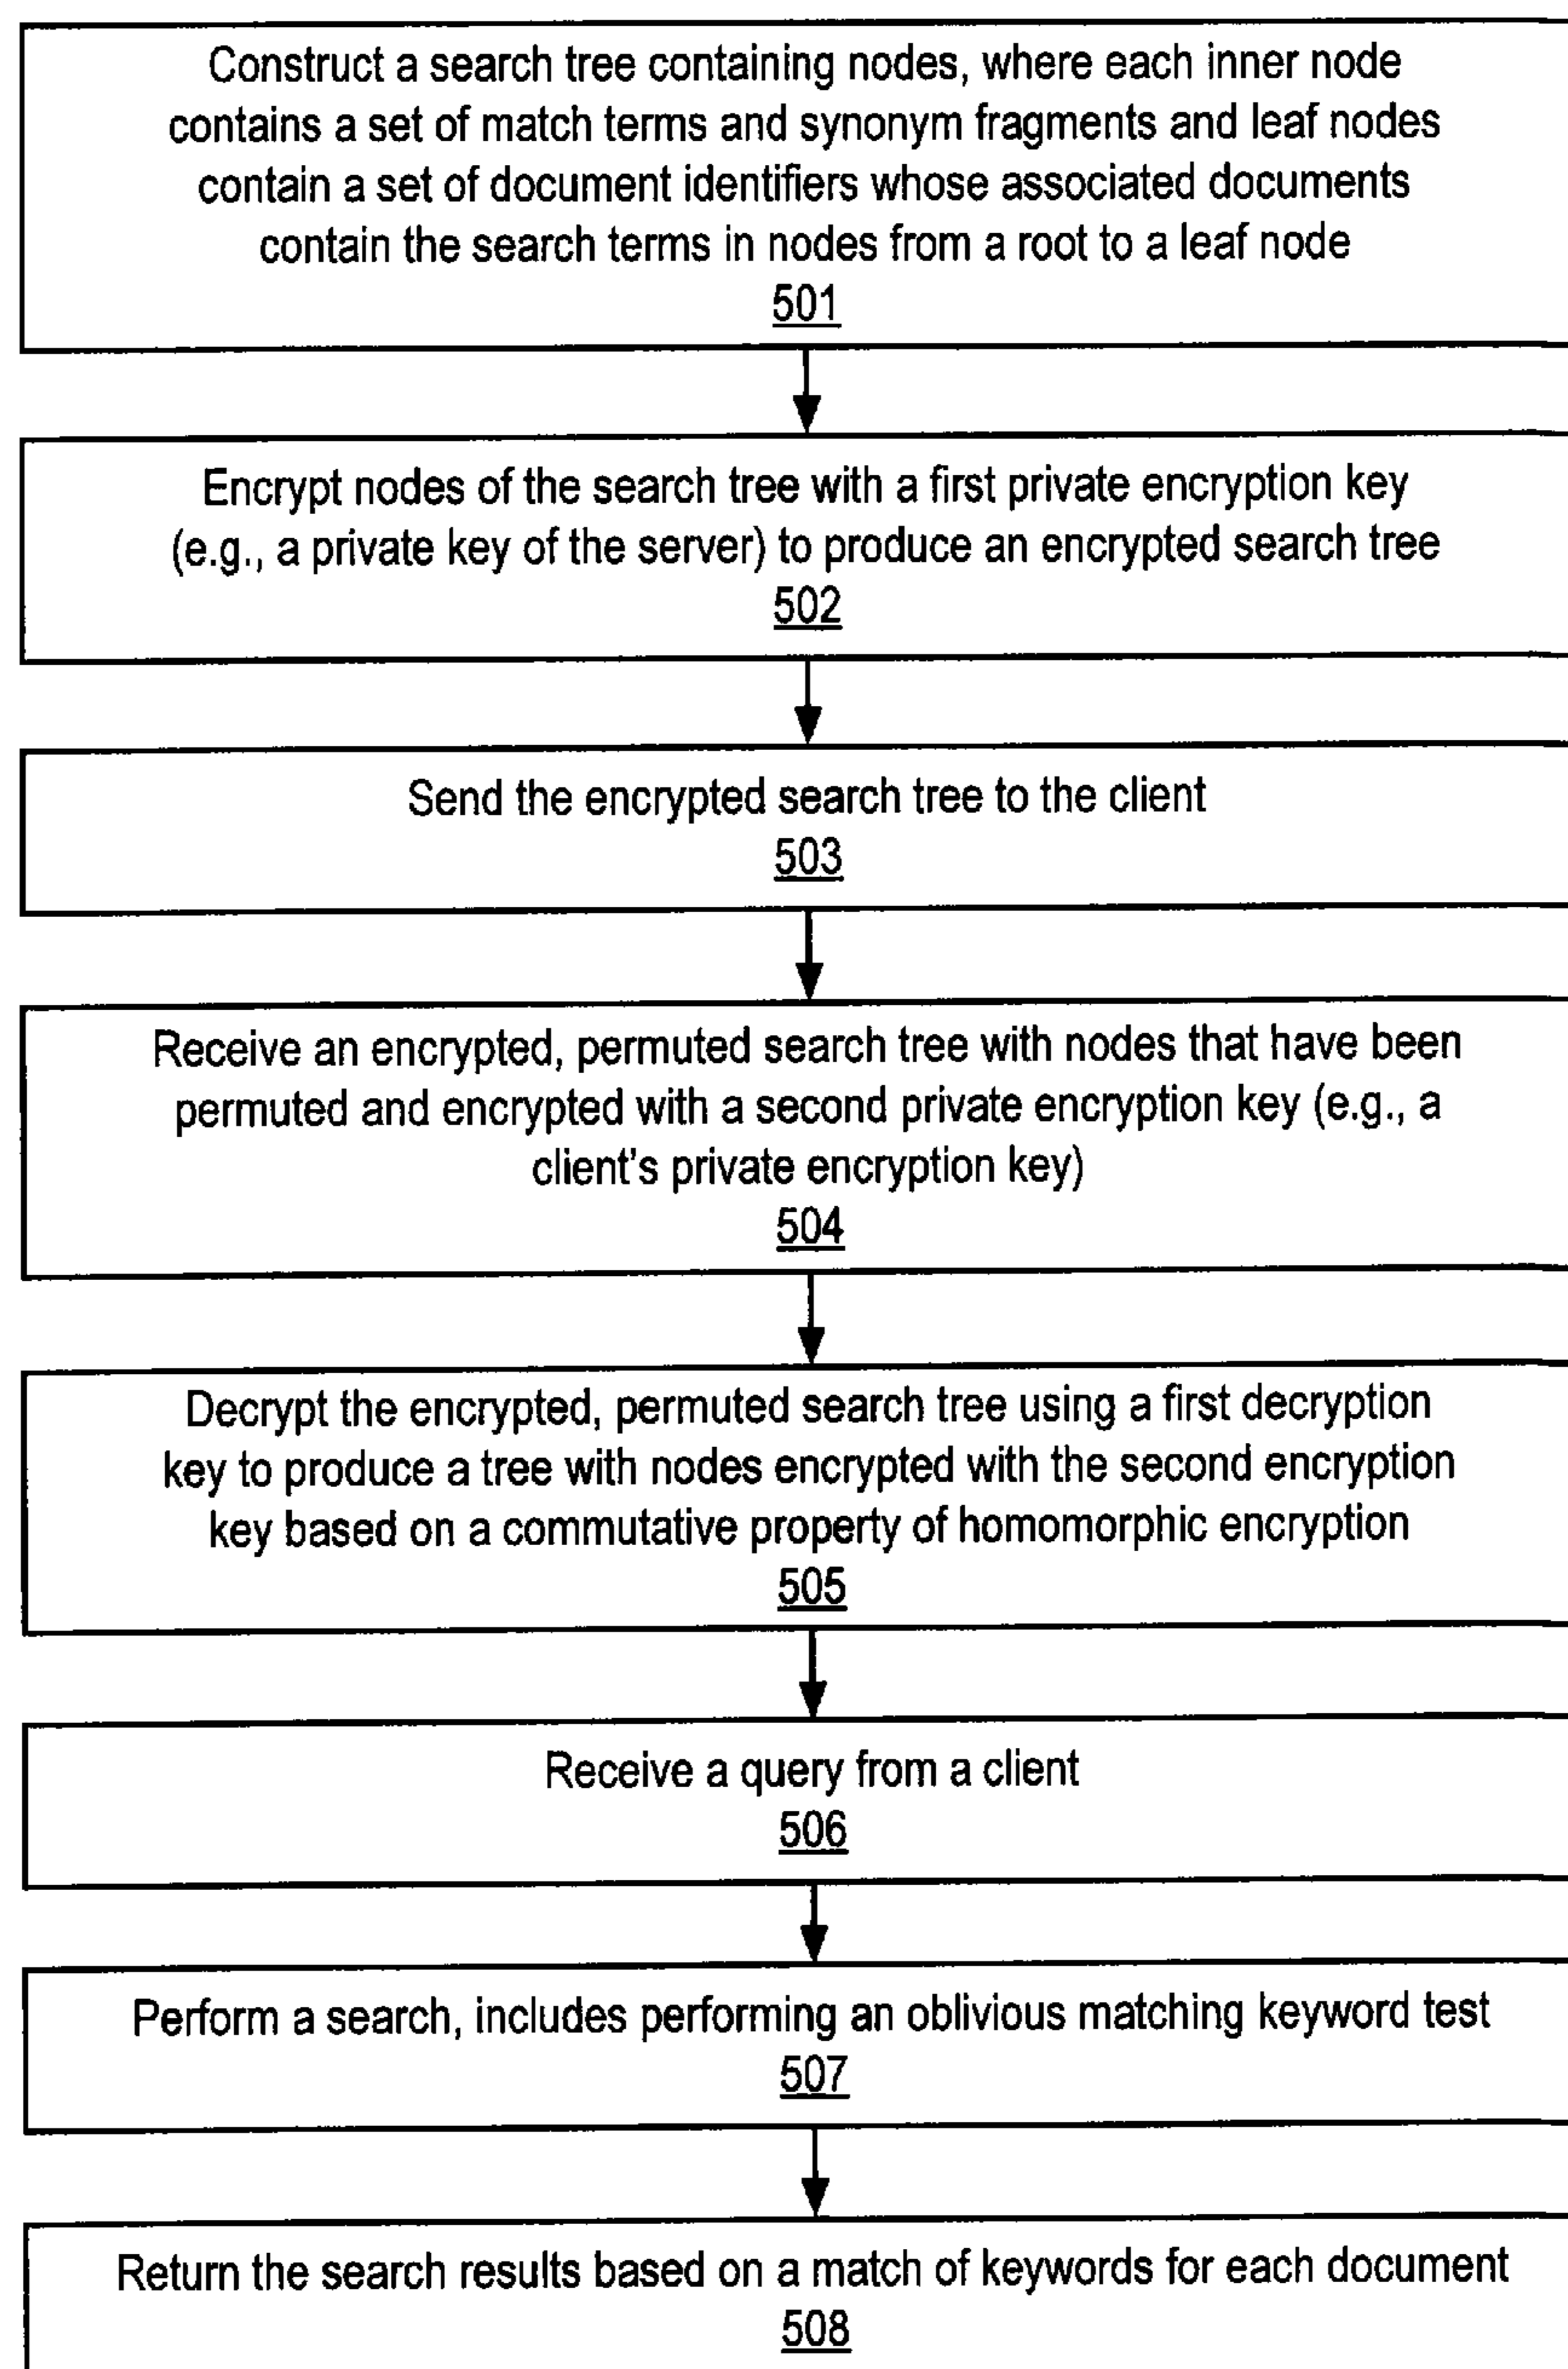 Construct a search tree containing nodes, where each inner node
contains a set of match terms and synonym fragments and leaf nodes
contain a set of document identifiers whose associated documents
contain the search terms in nodes from a root to a leaf node
501
Encrypt nodes of the search tree with a first private encryption key
(e.g., a private key of the server) to produce an encrypted search tree
502
Send the encrypted search tree to the client
503
Receive an encrypted, permuted search tree with nodes that have been
permuted and encrypted with a second private encryption key (e.g., a
client's private encryption key)
504
Decrypt the encrypted, permuted search tree using a first decryption
key to produce a tree with nodes encrypted with the second encryption
key based on a commutative property of homomorphic encryption
505
Receive a query from a client
506
Perform a search, includes performing an oblivious matching keyword test
507
Return the search results based on a match of keywords for each document
508